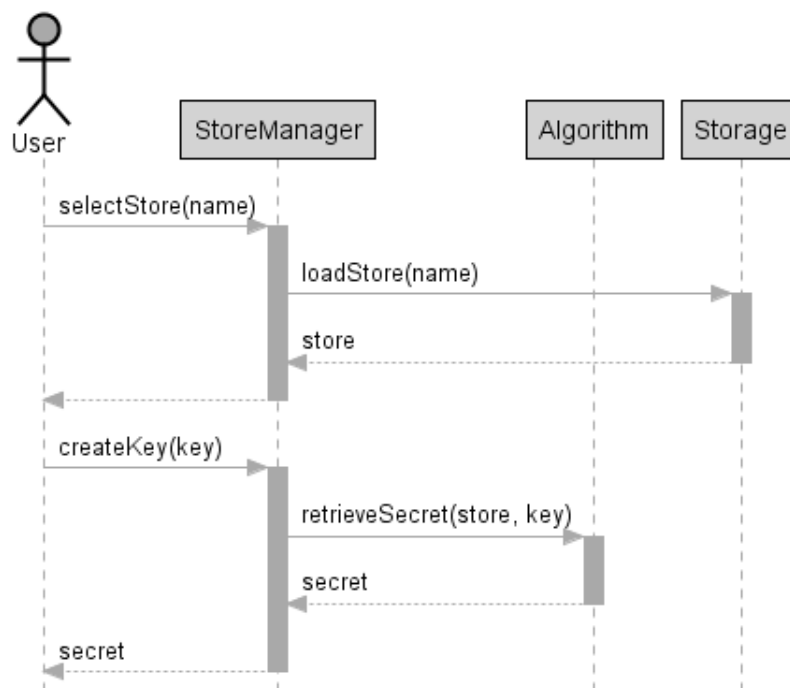 User
StoreManager
Algorithm
Storage
selectStore(name)
loadStore(name)
store
createKey(key)
retrieveSecret(store, key)
secret
secret